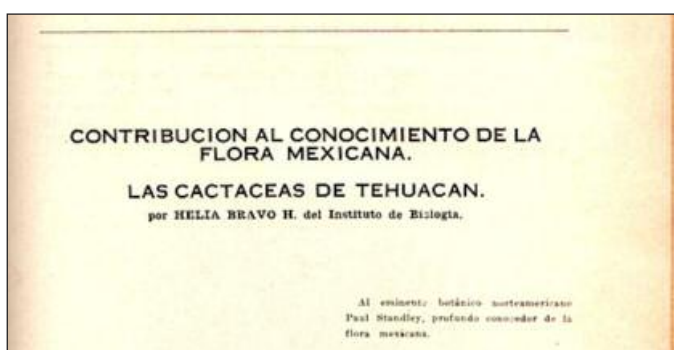 CONTRIBUCION AL CONOCIMIENTO DE LA
FLORA MEXICANA.
LAS CACTACEAS DE TEHUACAN.
por HELIA BRAVO H. del Instituto de Biología.
Al eminente botánico norteamericano
Paul Standley, profundo conocedor de la
flora mexicana.